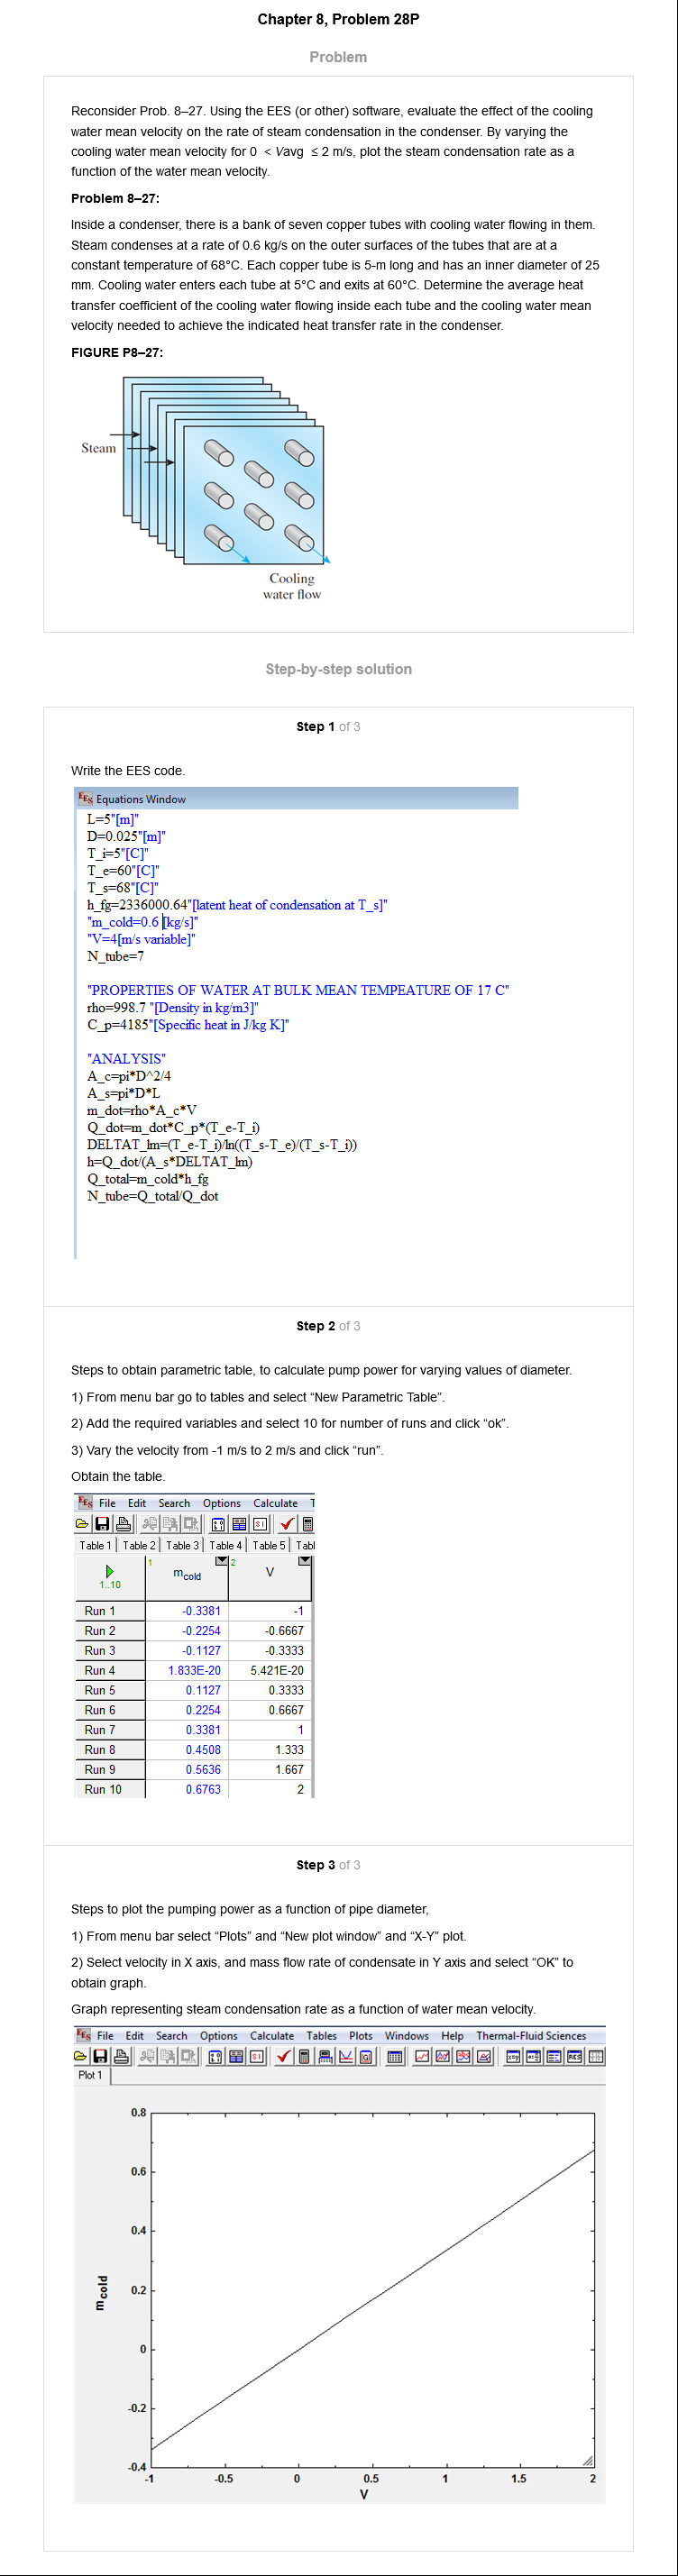 Chapter 8, Problem 28P
Problem
Reconsider Prob. 8–27. Using the EES (or other) software, evaluate the effect of the cooling
water mean velocity on the rate of steam condensation in the condenser. By varying the
cooling water mean velocity for 0 < Vavg ≤ 2 m/s, plot the steam condensation rate as a
function of the water mean velocity.
Problem 8–27:
Inside a condenser, there is a bank of seven copper tubes with cooling water flowing in them.
Steam condenses at a rate of 0.6 kg/s on the outer surfaces of the tubes that are at a
constant temperature of 68°C. Each copper tube is 5-m long and has an inner diameter of 25
mm. Cooling water enters each tube at 5°C and exits at 60°C. Determine the average heat
transfer coefficient of the cooling water flowing inside each tube and the cooling water mean
velocity needed to achieve the indicated heat transfer rate in the condenser.
FIGURE P8–27:
Steam
Cooling
water flow
Step-by-step solution
Step 1 of 3
Write the EES code.
EES Equations Window
L=5"[m]"
D=0.025"[m]"
T_i=5"[C]"
T_e=60"[C]"
T_s=68"[C]"
h_fg=2336000.64"[latent heat of condensation at T_s]"
"m_cold=0.6 [kg/s]"
"V=4[m/s variable]"
N_tube=7
"PROPERTIES OF WATER AT BULK MEAN TEMPEATURE OF 17 C"
rho=998.7 "[Density in kg/m3]"
C_p=4185"[Specific heat in J/kg K]"
"ANALYSIS"
A_c=pi*D^2/4
A_s=pi*D*L
m_dot=rho*A_c*V
Q_dot=m_dot*C_p*(T_e-T_i)
DELTAT_lm=(T_e-T_i)/ln((T_s-T_e)/(T_s-T_i))
h=Q_dot/(A_s*DELTAT_lm)
Q_total=m_cold*h_fg
N_tube=Q_total/Q_dot
Step 2 of 3
Steps to obtain parametric table, to calculate pump power for varying values of diameter.
1) From menu bar go to tables and select “New Parametric Table”.
2) Add the required variables and select 10 for number of runs and click “ok”.
3) Vary the velocity from -1 m/s to 2 m/s and click “run”.
Obtain the table.
EES File Edit Search Options Calculate T
Table 1 Table 2 Table 3 Table 4 Table 5 Tabl
1..10 1 mcold 2 V
Run 1 -0.3381 -1
Run 2 -0.2254 -0.6667
Run 3 -0.1127 -0.3333
Run 4 1.833E-20 5.421E-20
Run 5 0.1127 0.3333
Run 6 0.2254 0.6667
Run 7 0.3381 1
Run 8 0.4508 1.333
Run 9 0.5636 1.667
Run 10 0.6763 2
Step 3 of 3
Steps to plot the pumping power as a function of pipe diameter,
1) From menu bar select “Plots” and “New plot window” and “X-Y” plot.
2) Select velocity in X axis, and mass flow rate of condensate in Y axis and select “OK” to
obtain graph.
Graph representing steam condensation rate as a function of water mean velocity.
EES File Edit Search Options Calculate Tables Plots Windows Help Thermal-Fluid Sciences
Plot 1
0.8
0.6
0.4
0.2
0
-0.2
-0.4
mcold
-1 -0.5 0 0.5 1 1.5 2
V